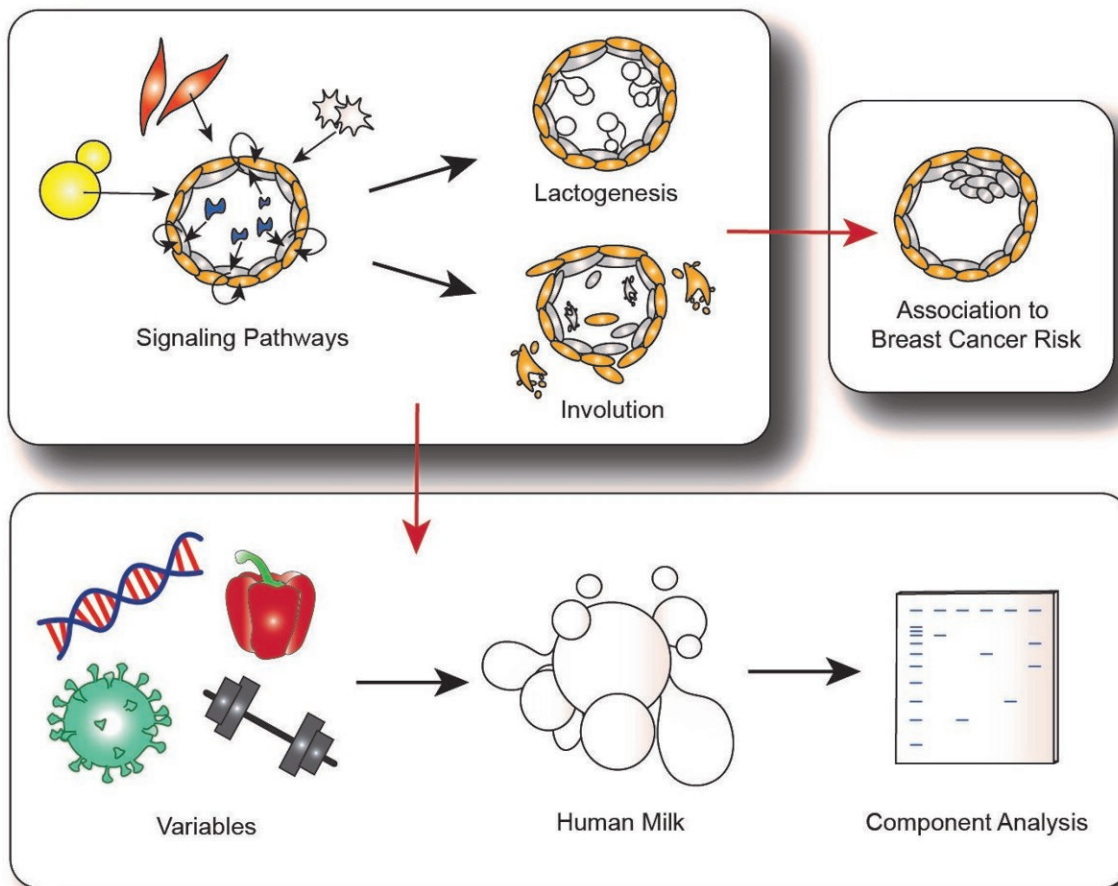 Signaling Pathways
Lactogenesis
Involution
Association to
Breast Cancer Risk
Variables
Human Milk
Component Analysis